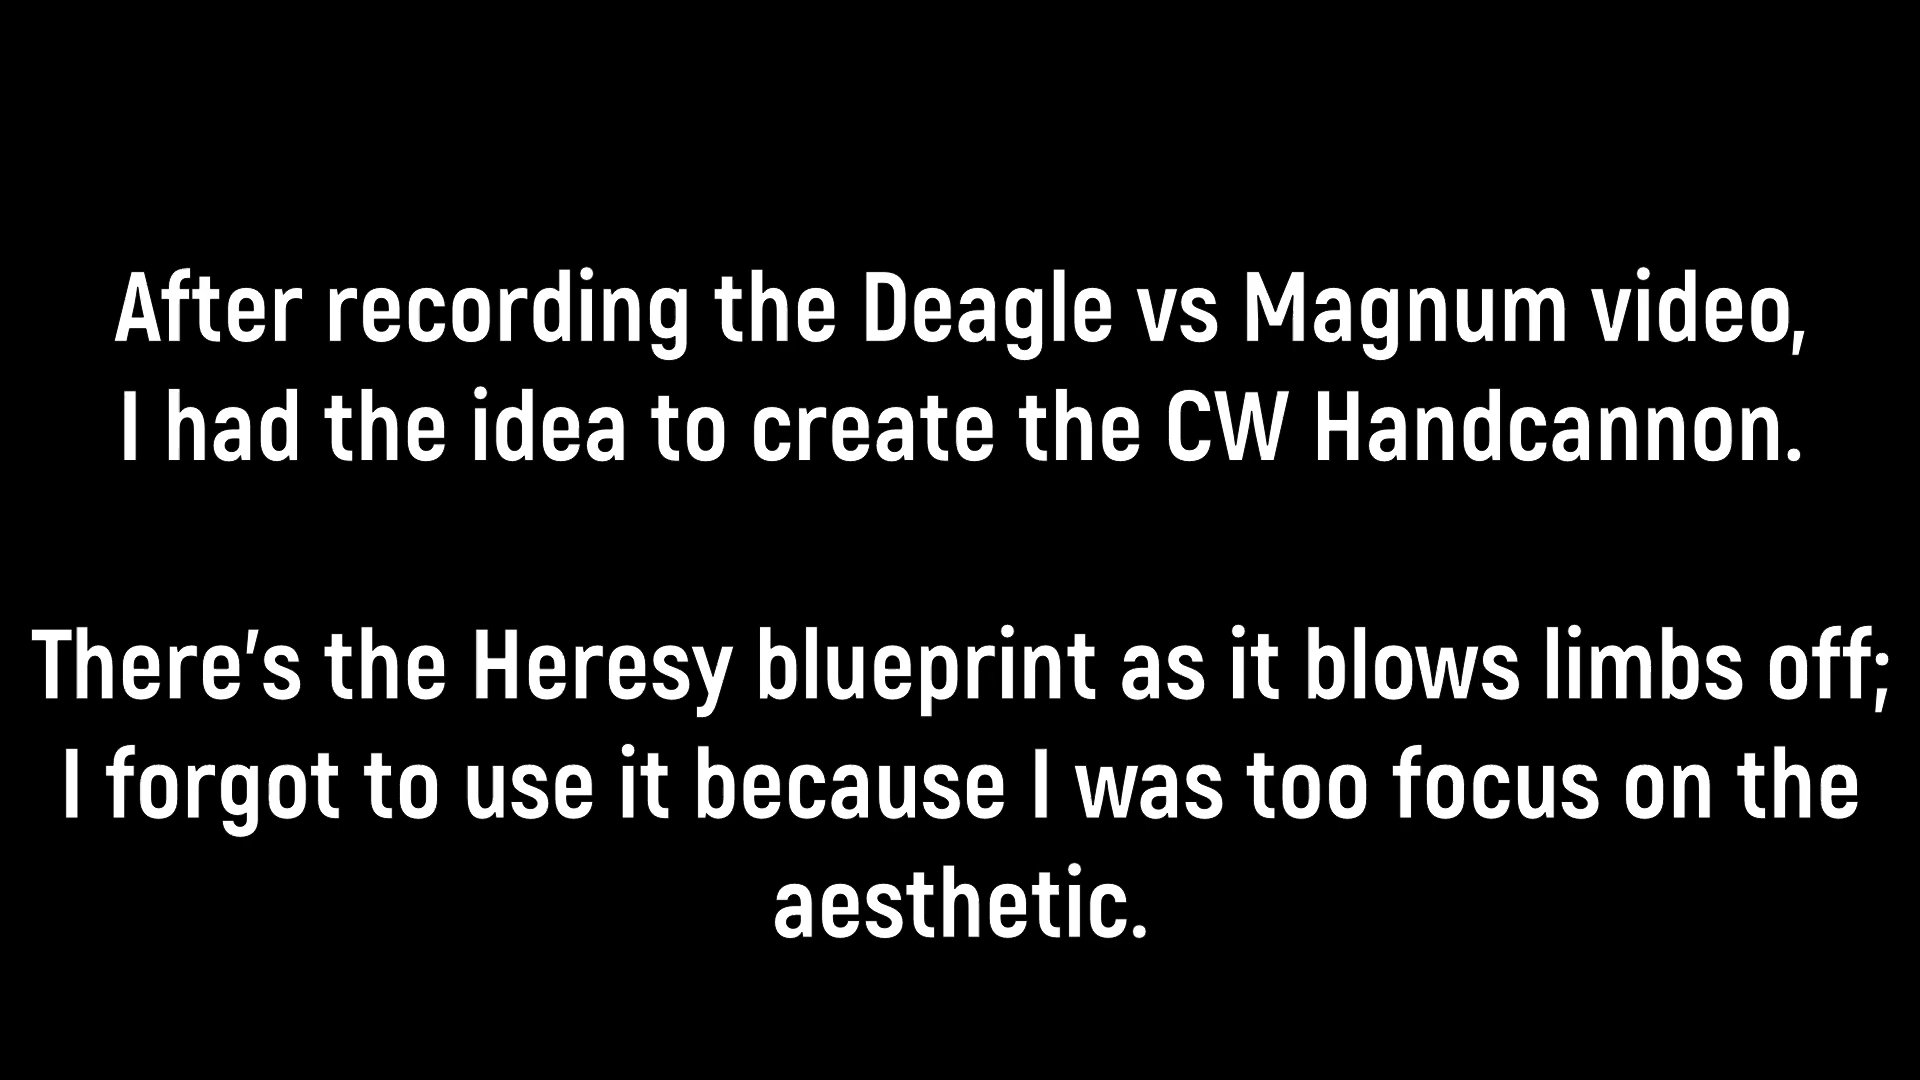 After recording the Deagle vs Magnum video,
I had the idea to create the CW Handcannon.
There's the Heresy blueprint as it blows limbs off;
I forgot to use it because I was too focus on the
aesthetic.